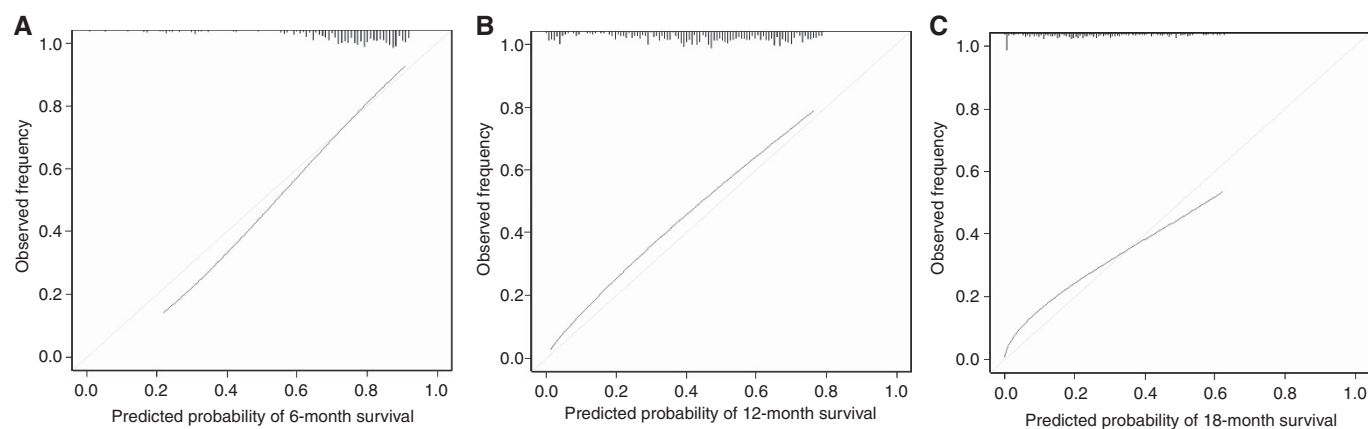 A
1.0
0.8
0.6
0.4
0.2
0.0
Observed frequency
0.0 0.2 0.4 0.6 0.8 1.0
Predicted probability of 6-month survival
B
1.0
0.8
0.6
0.4
0.2
0.0
Observed frequency
0.0 0.2 0.4 0.6 0.8 1.0
Predicted probability of 12-month survival
C
1.0
0.8
0.6
0.4
0.2
0.0
Observed frequency
0.0 0.2 0.4 0.6 0.8 1.0
Predicted probability of 18-month survival